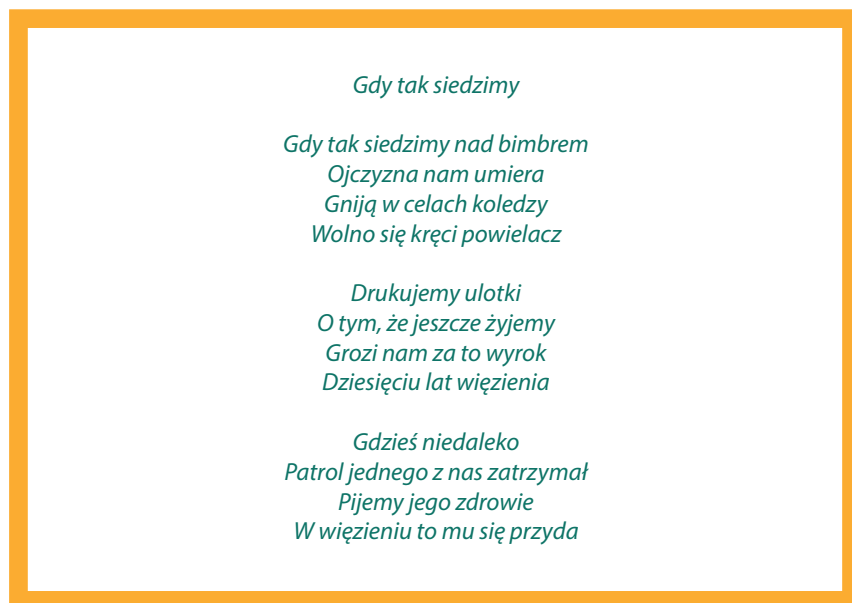 Gdy tak siedzimy
Gdy tak siedzimy nad bimbrem
Ojczyzna nam umiera
Gniją w celach koledzy
Wolno się kręci powielacz
Drukujemy ulotki
O tym, że jeszcze żyjemy
Grozi nam za to wyrok
Dziesięciu lat więzienia
Gdzieś niedaleko
Patrol jednego z nas zatrzymał
Pijemy jego zdrowie
W więzieniu to mu się przyda